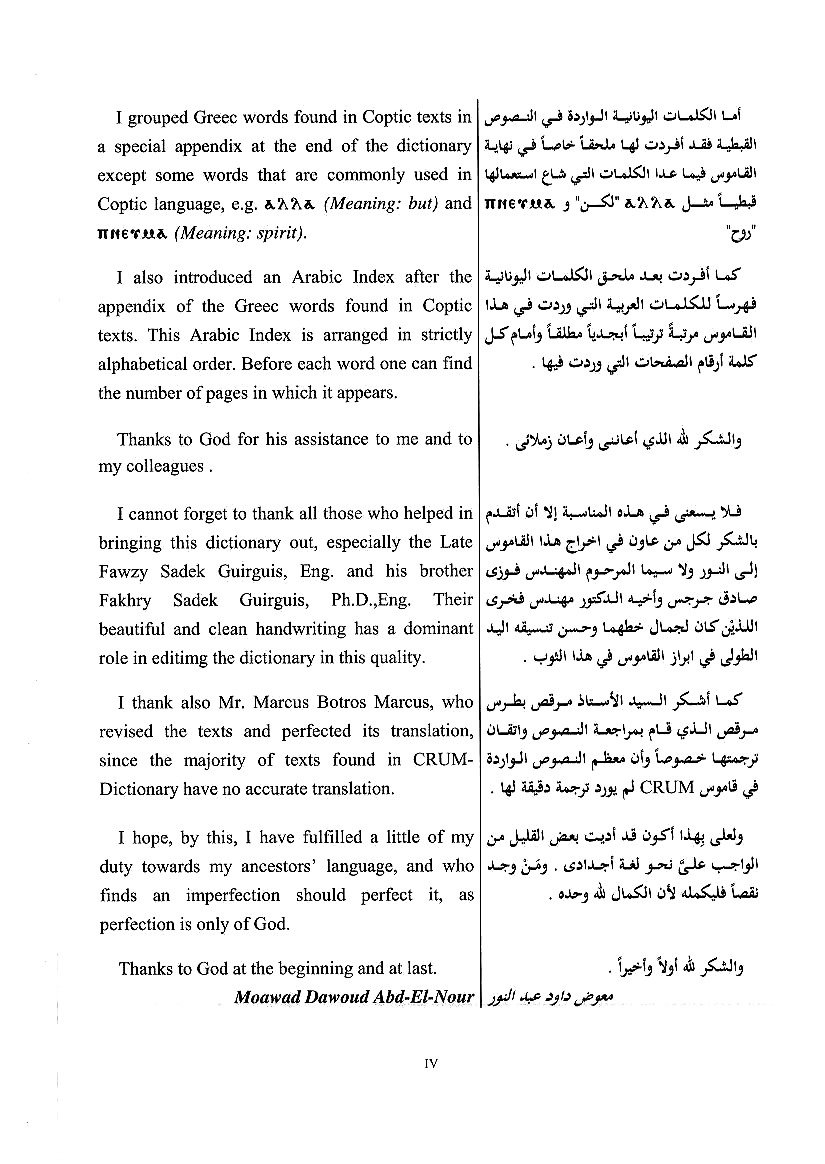 I grouped Greec words found in Coptic texts in
a special appendix at the end of the dictionary
except some words that are commonly used in
Coptic language, e.g. ⲁⲗⲗⲁ (Meaning: but) and
ⲡⲛⲉⲩⲙⲁ (Meaning: spirit).
I also introduced an Arabic Index after the
appendix of the Greec words found in Coptic
texts. This Arabic Index is arranged in strictly
alphabetical order. Before each word one can find
the number of pages in which it appears.
Thanks to God for his assistance to me and to
my colleagues .
I cannot forget to thank all those who helped in
bringing this dictionary out, especially the Late
Fawzy Sadek Guirguis, Eng. and his brother
Fakhry Sadek Guirguis, Ph.D.,Eng. Their
beautiful and clean handwriting has a dominant
role in editimg the dictionary in this quality.
I thank also Mr. Marcus Botros Marcus, who
revised the texts and perfected its translation,
since the majority of texts found in CRUM-
Dictionary have no accurate translation.
I hope, by this, I have fulfilled a little of my
duty towards my ancestors’ language, and who
finds an imperfection should perfect it, as
perfection is only of God.
Thanks to God at the beginning and at last.
Moawad Dawoud Abd-El-Nour
أما الكلمات اليونانية الواردة في النصوص
القبطية فقد أفردت لها ملحقاً خاصاً في نهاية
القاموس فيما عدا الكلمات التي شاع استعمالها
قبطياً مثل ⲁⲗⲗⲁ "لكن" و ⲡⲛⲉⲩⲙⲁ
"روح"
كما أفردت بعد ملحق الكلمات اليونانية
فهرساً للكلمات العربية التي وردت في هذا
القاموس مرتبةً ترتيباً أبجدياً مطلقاً وأمام كل
كلمة أرقام الصفحات التي وردت فيها .
والشكر لله الذي أعاننى وأعان زملائى .
فلا يسعنى في هذه المناسبة إلا أن أتقدم
بالشكر لكل من عاون في اخراج هذا القاموس
إلى النور ولا سيما المرحوم المهندس فوزى
صادق جرجس وأخيه الدكتور مهندس فخرى
اللذيْن كان لجمال خطهما وحسن تنسيقه اليد
الطولى في ابراز القاموس في هذا الثوب .
كما أشكر السيد الأستاذ مرقص بطرس
مرقص الذي قام بمراجعة النصوص واتقان
ترجمتها خصوصاً وأن معظم النصوص الواردة
في قاموس CRUM لم يورد ترجمة دقيقة لها .
ولعلى بهذا أكون قد أديت بعض القليل من
الواجب علىَّ نحو لغة أجدادى . ومَنْ وجد
نقصاً فليكمله لأن الكمال لله وحده .
والشكر لله أولاً وأخيراً .
معوض داود عبد النور
IV